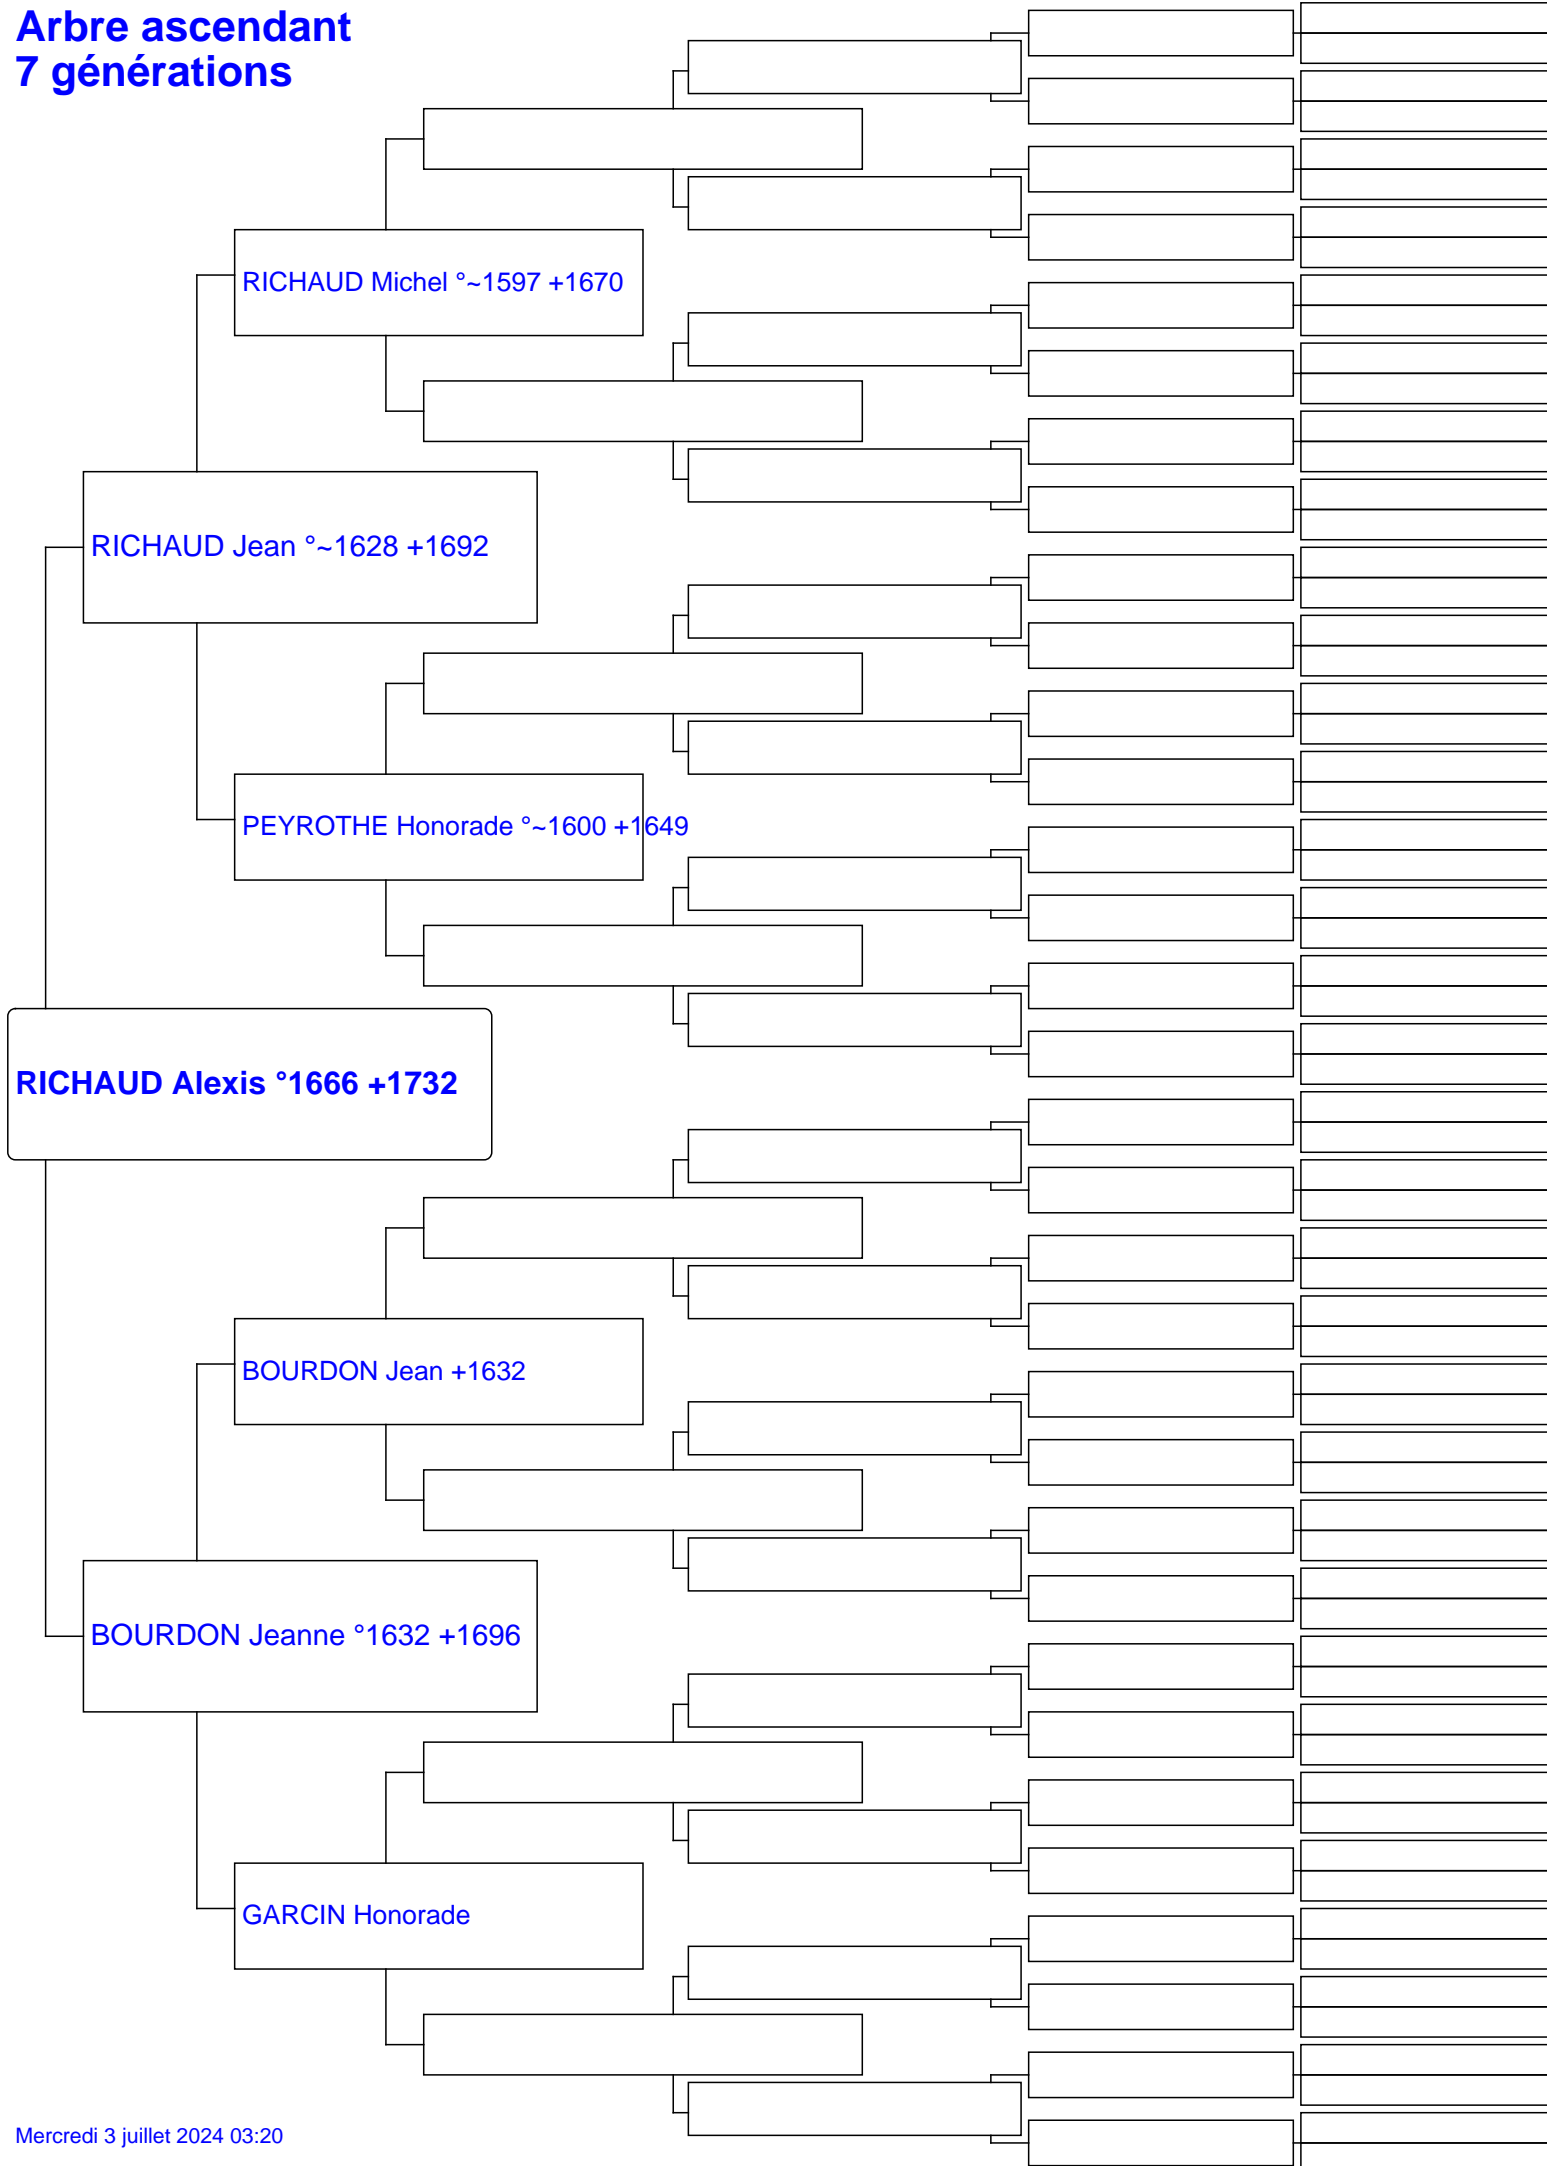 Arbre ascendant
7 générations
RICHAUD Michel °~1597 +1670
RICHAUD Jean °~1628 +1692
PEYROTHE Honorade °~1600 +1649
RICHAUD Alexis °1666 +1732
BOURDON Jean +1632
BOURDON Jeanne °1632 +1696
GARCIN Honorade
Mercredi 3 juillet 2024 03:20